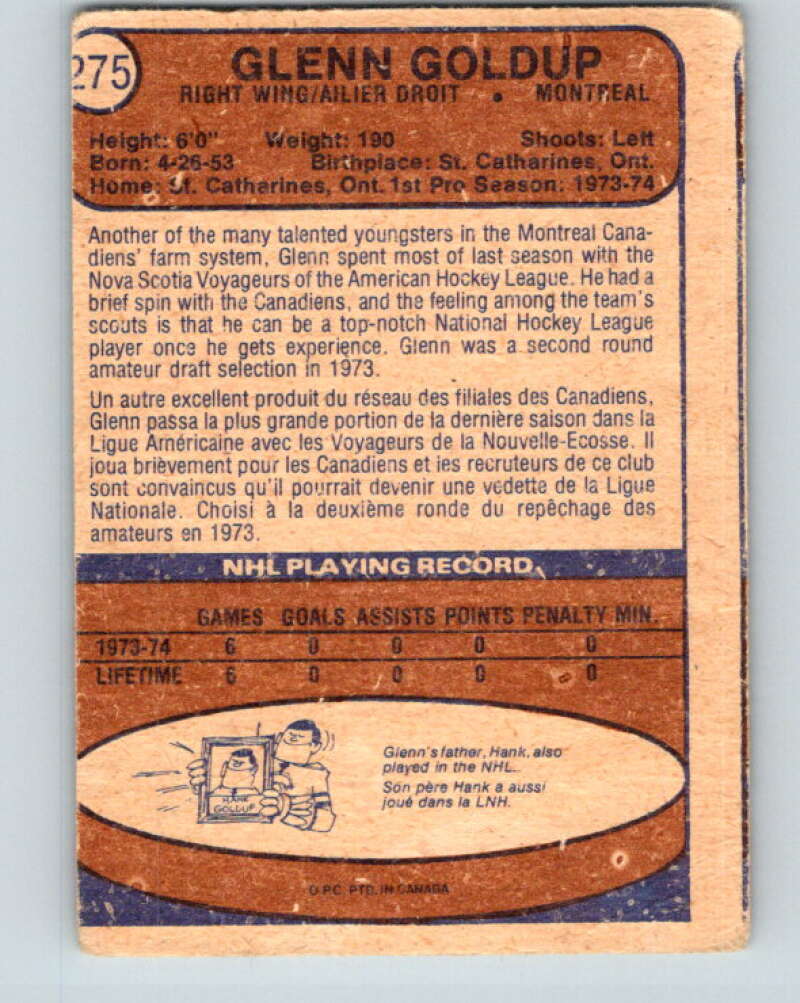 275
GLENN GOLDUP
RIGHT WING/AILIER DROIT • MONTREAL
Height: 6'0" Weight: 190 Shoots: Left
Born: 4-26-53 Birthplace: St. Catharines, Ont.
Home: St. Catharines, Ont. 1st Pro Season: 1973-74
Another of the many talented youngsters in the Montreal Cana-
diens' farm system, Glenn spent most of last season with the
Nova Scotia Voyageurs of the American Hockey League. He had a
brief spin with the Canadiens, and the feeling among the team's
scouts is that he can be a top-notch National Hockey League
player once he gets experience. Glenn was a second round
amateur draft selection in 1973.
Un autre excellent produit du réseau des filiales des Canadiens,
Glenn passa la plus grande portion de la dernière saison dans la
Ligue Américaine avec les Voyageurs de la Nouvelle-Ecosse. Il
joua brièvement pour les Canadiens et les recruteurs de ce club
sont convaincus qu'il pourrait devenir une vedette de la Ligue
Nationale. Choisi à la deuxième ronde du repêchage des
amateurs en 1973.
NHL PLAYING RECORD
GAMES GOALS ASSISTS POINTS PENALTY MIN.
1973-74 6 0 0 0 0
LIFETIME 6 0 0 0 0
Glenn's father, Hank, also
played in the NHL.
Son père Hank a aussi
joué dans la LNH.
HANK
GOLDUP
O.P.C. PTD. IN CANADA